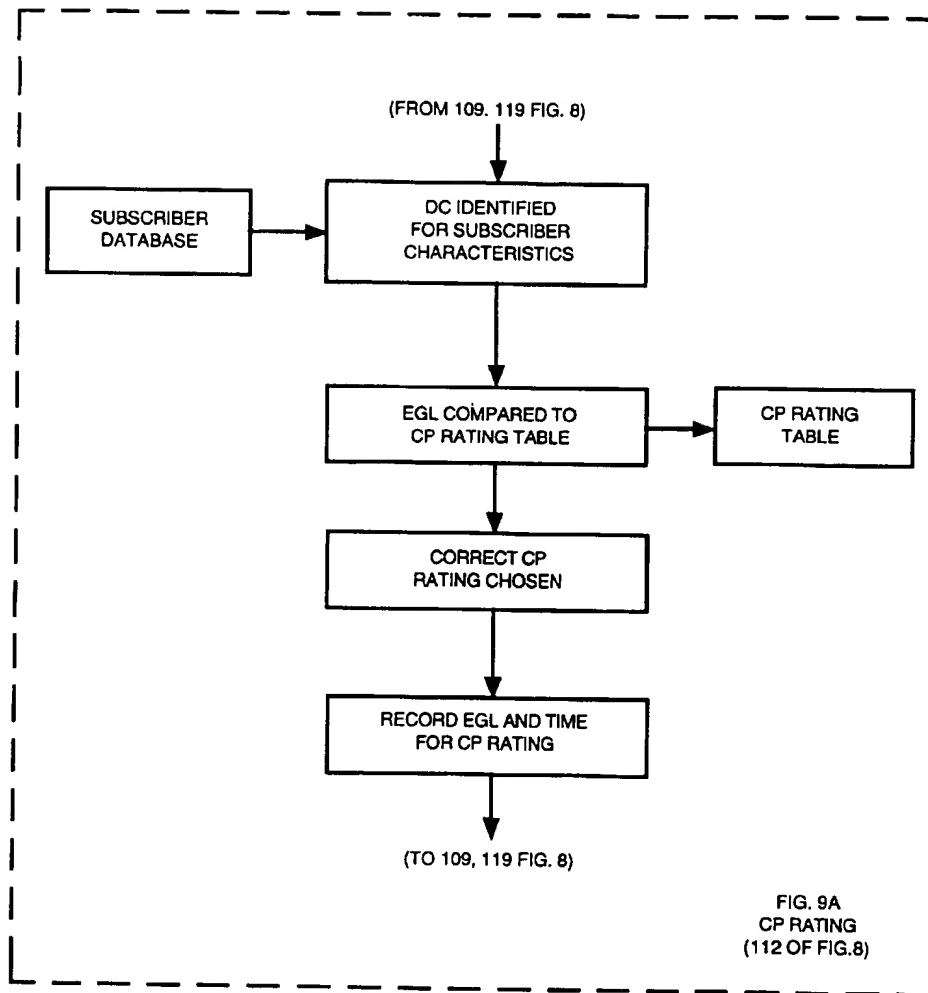 (FROM 109. 119 FIG. 8)
SUBSCRIBER
DATABASE
DC IDENTIFIED
FOR SUBSCRIBER
CHARACTERISTICS
EGL COMPARED TO
CP RATING TABLE
CP RATING
TABLE
CORRECT CP
RATING CHOSEN
RECORD EGL AND TIME
FOR CP RATING
(TO 109, 119 FIG. 8)
FIG. 9A
CP RATING
(112 OF FIG.8)